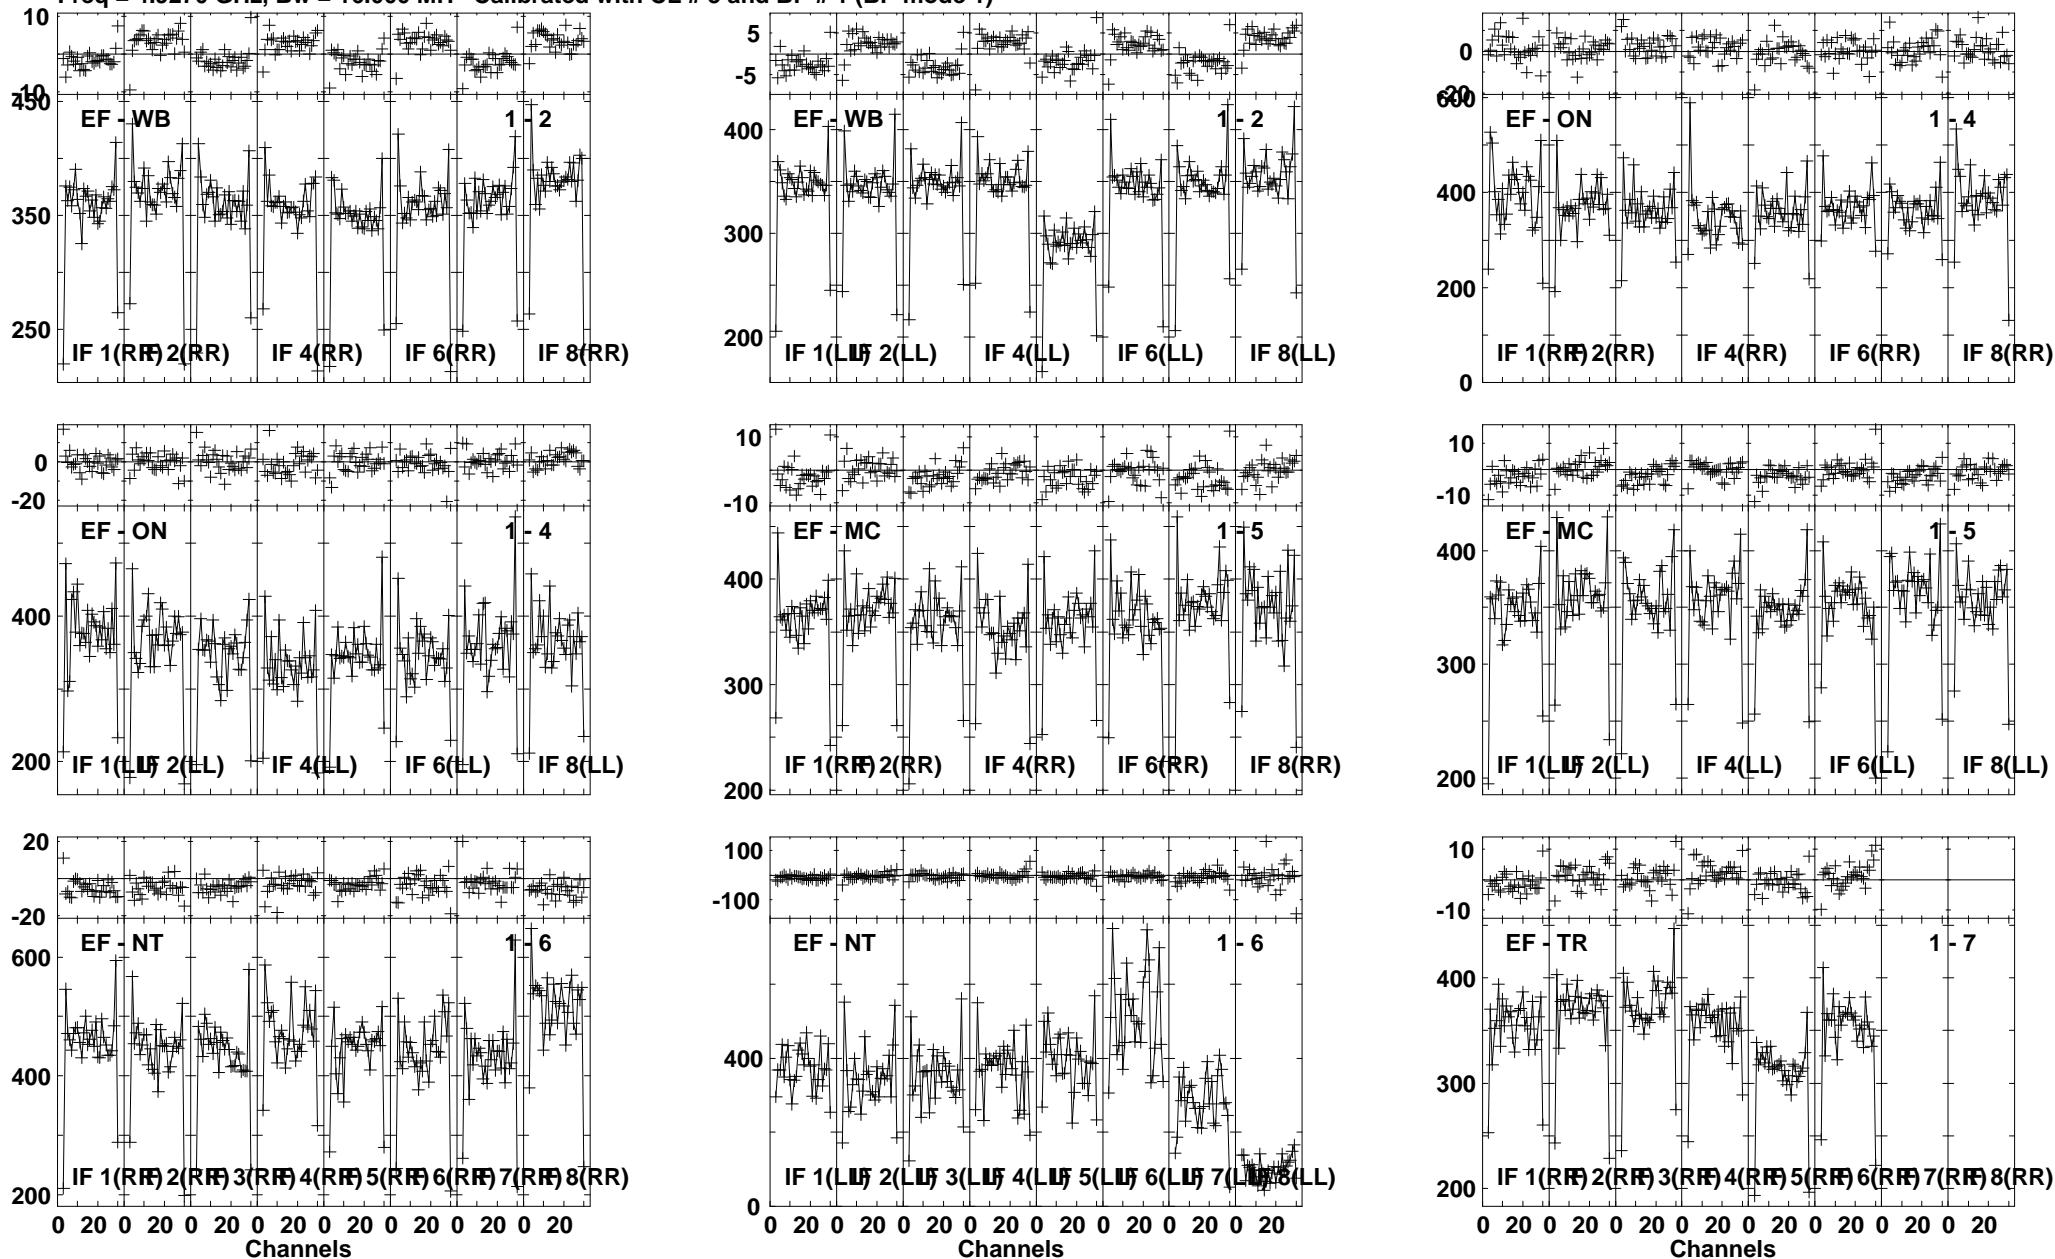 Freq = GHz, Bw = Calibrated with and
10
10
450
350
250
EF - WB
1 - 2
IF 1(RR)
IF 2(RR)
IF 4(RR)
IF 6(RR)
IF 8(RR)
5
-5
400
300
200
EF - WB
1 - 2
IF 1(LL)
IF 2(LL)
IF 4(LL)
IF 6(LL)
IF 8(LL)
0
20
600
400
200
0
EF - ON
1 - 4
IF 1(RR)
IF 2(RR)
IF 4(RR)
IF 6(RR)
IF 8(RR)
0
-20
400
200
EF - ON
1 - 4
IF 1(LL)
IF 2(LL)
IF 4(LL)
IF 6(LL)
IF 8(LL)
10
-10
400
300
200
EF - MC
1 - 5
IF 1(RR)
IF 2(RR)
IF 4(RR)
IF 6(RR)
IF 8(RR)
10
-10
400
300
200
EF - MC
1 - 5
IF 1(LL)
IF 2(LL)
IF 4(LL)
IF 6(LL)
IF 8(LL)
20
-20
600
400
200
EF - NT
1 - 6
IF 1(RR)
IF 2(RR)
IF 3(RR)
IF 4(RR)
IF 5(RR)
IF 6(RR)
IF 7(RR)
IF 8(RR)
0 20 0 20 0 20 0 20 0 20 0 20 0 20 0 20
Channels
100
-100
400
0
EF - NT
1 - 6
IF 1(LL)
IF 2(LL)
IF 3(LL)
IF 4(LL)
IF 5(LL)
IF 6(LL)
IF 7(LL)
IF 8(LL)
0 20 0 20 0 20 0 20 0 20 0 20 0 20 0 20
Channels
10
-10
400
300
200
EF - TR
1 - 7
IF 1(RR)
IF 2(RR)
IF 3(RR)
IF 4(RR)
IF 5(RR)
IF 6(RR)
IF 7(RR)
IF 8(RR)
0 20 0 20 0 20 0 20 0 20 0 20 0 20 0 20
Channels